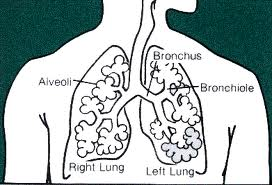 Bronchus
Alveoli
Bronchiole
Right Lung
Left Lung